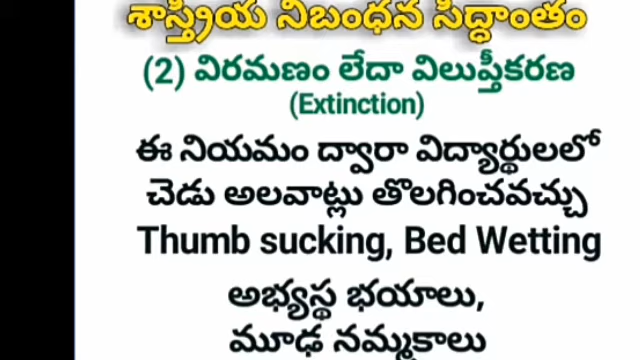 శాస్త్రీయ నిబంధన సిద్ధాంతం
(2) విరమణం లేదా విలుప్తీకరణ
(Extinction)
ఈ నియమం ద్వారా విద్యార్థులలో
చెడు అలవాట్లు తొలగించవచ్చు
Thumb sucking, Bed Wetting
అభ్యస్థ భయాలు,
మూఢ నమ్మకాలు